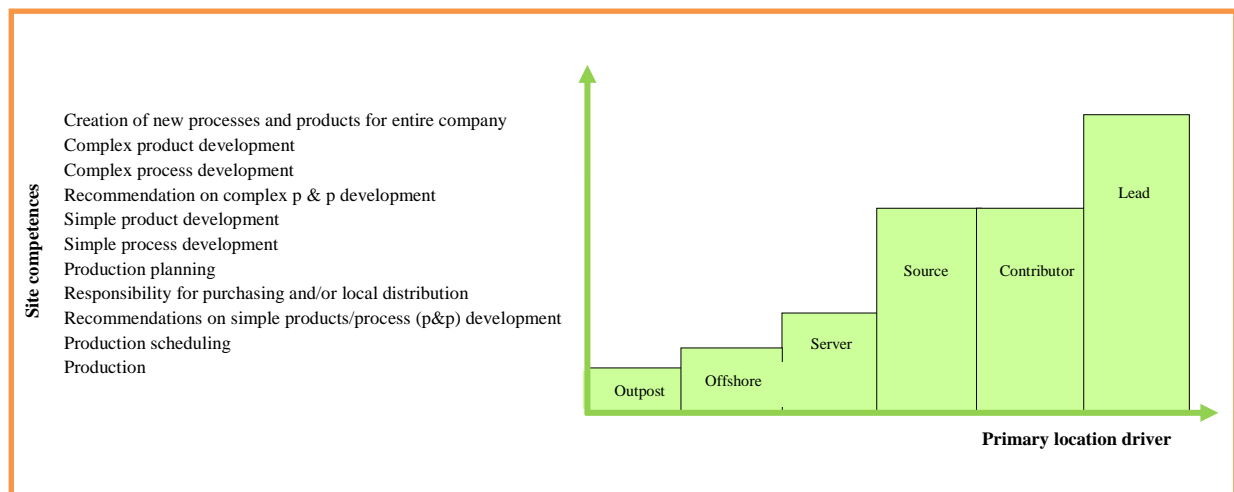 Site competences
Creation of new processes and products for entire company
Complex product development
Complex process development
Recommendation on complex p & p development
Simple product development
Simple process development
Production planning
Responsibility for purchasing and/or local distribution
Recommendations on simple products/process (p&p) development
Production scheduling
Production
Outpost
Offshore
Server
Source
Contributor
Lead
Primary location driver